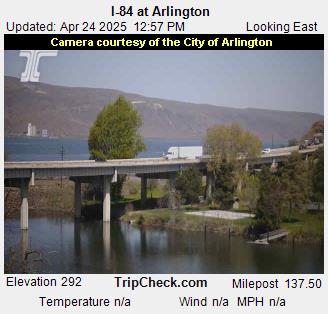 I-84 at Arlington
Updated: Apr 24 2025 12:57 PM Looking East
Camera courtesy of the City of Arlington
Elevation 292 TripCheck.com Milepost 137.50
Temperature n/a Wind n/a MPH n/a